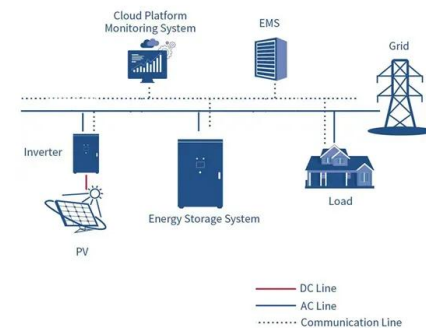 Cloud Platform
Monitoring System
EMS
Grid
Inverter
Energy Storage System
Load
PV
DC Line
AC Line
Communication Line